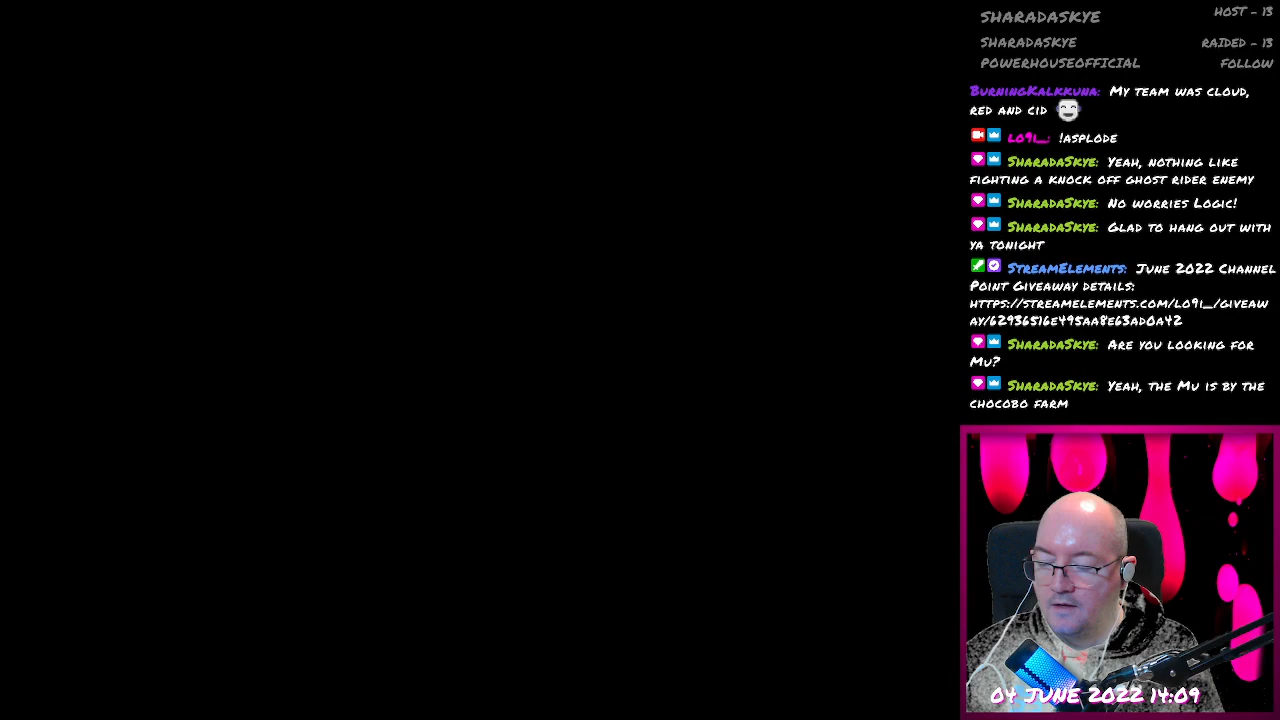 SHARADASKYE HOST - 13
SHARADASKYE RAIDED - 13
POWERHOUSEOFFICIAL FOLLOW
BurningKalkkuna: My team was cloud,
red and cid
lo9i_: !asplode
SharadaSkye: Yeah, nothing like
fighting a knock off ghost rider enemy
SharadaSkye: No worries Logic!
SharadaSkye: Glad to hang out with
ya tonight
StreamElements: June 2022 Channel
Point Giveaway details:
https://streamelements.com/lo9i_/giveaw
ay/62936516e495aa8e63ad0a42
SharadaSkye: Are you looking for
Mu?
SharadaSkye: Yeah, the Mu is by the
chocobo farm
04 JUNE 2022 14:09